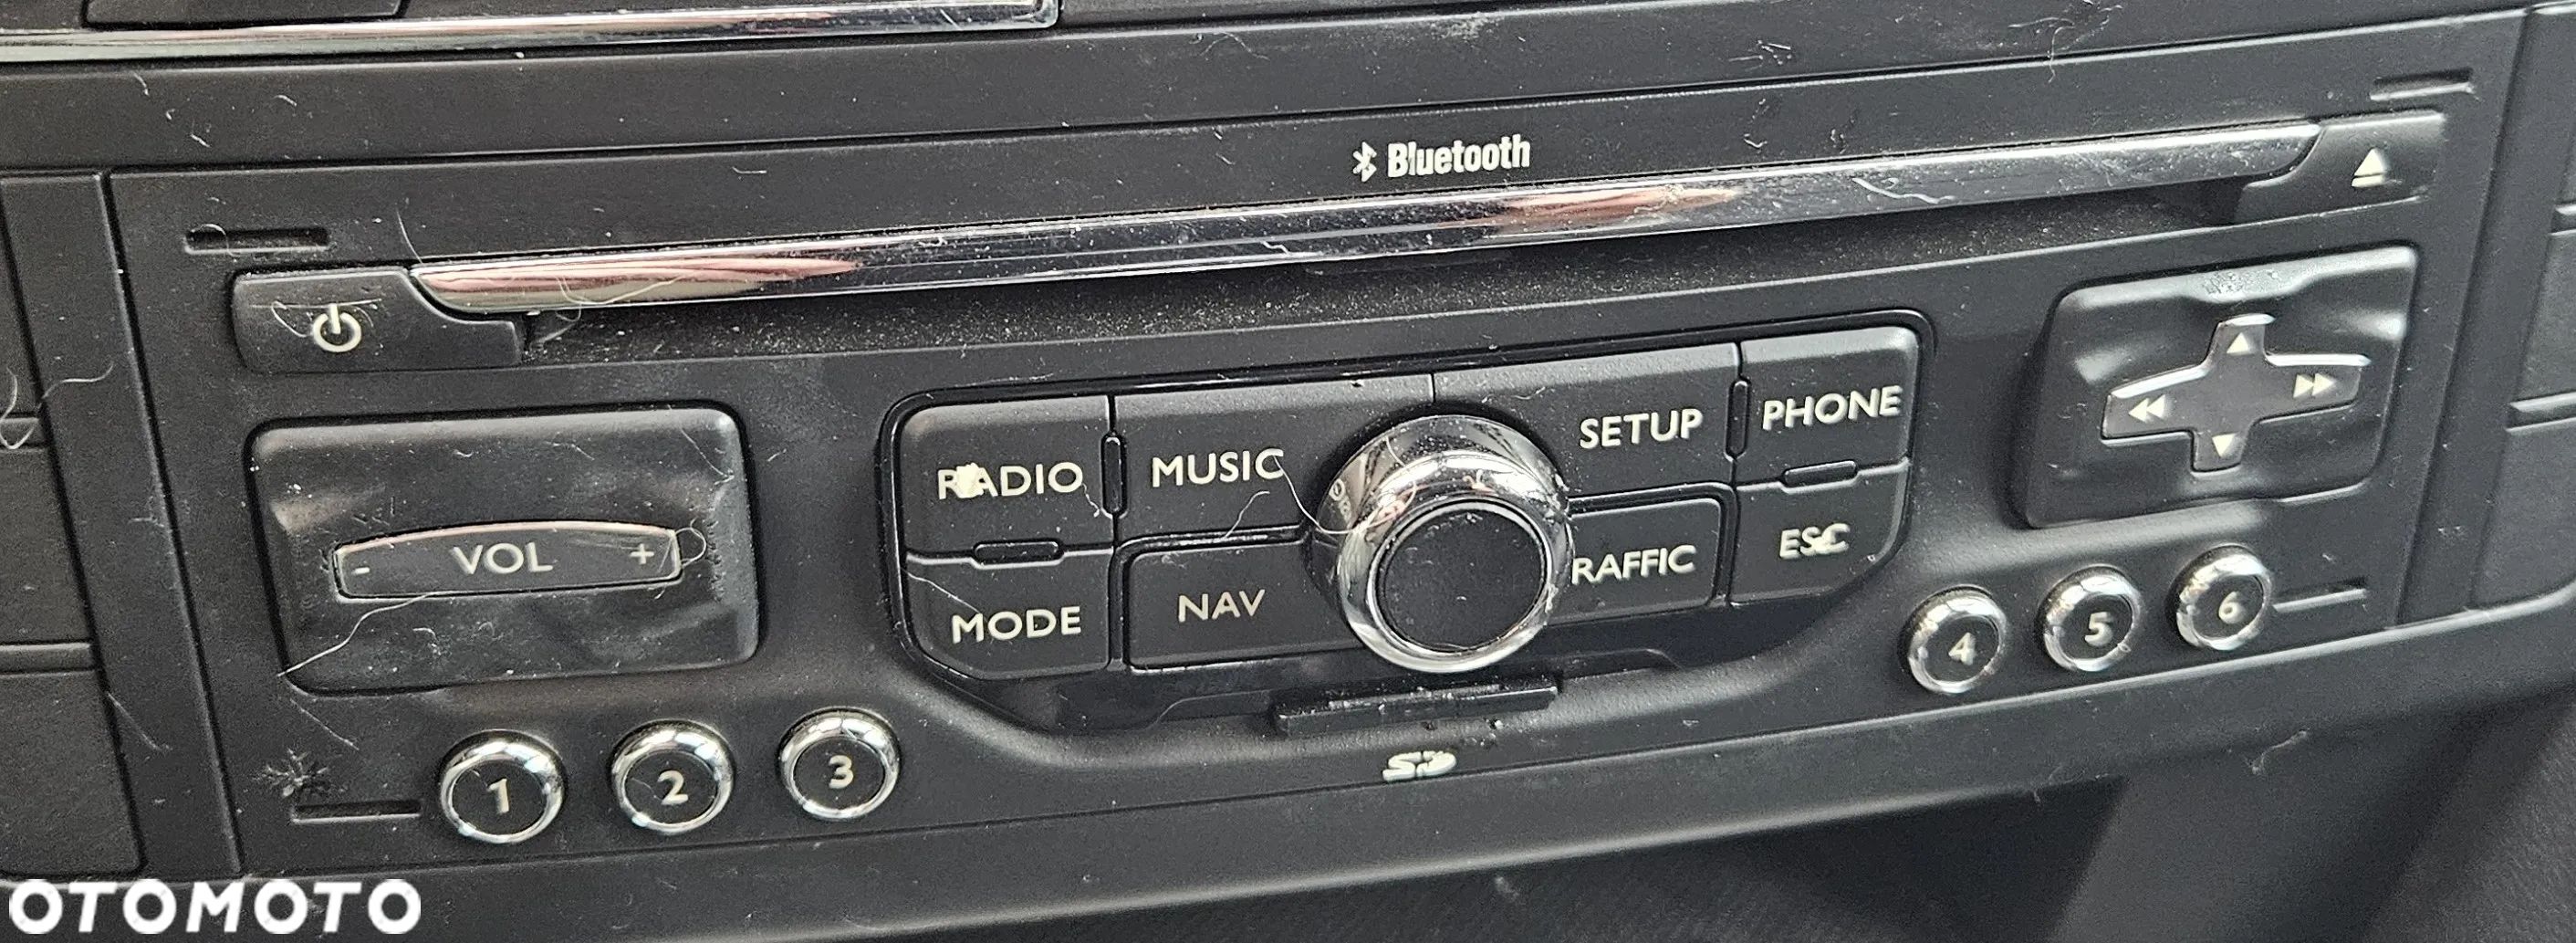 Bluetooth
RADIO
MUSIC
SETUP
PHONE
- VOL +
MODE
NAV
RAFFIC
ESC
1
2
3
4
5
6
SD
OTOMOTO